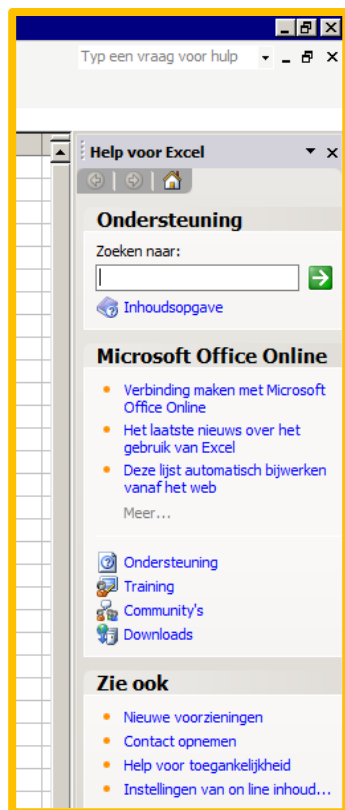 Typ een vraag voor hulp
Help voor Excel
Ondersteuning
Zoeken naar:
Inhoudsopgave
Microsoft Office Online
Verbinding maken met Microsoft
Office Online
Het laatste nieuws over het
gebruik van Excel
Deze lijst automatisch bijwerken
vanaf het web
Meer...
Ondersteuning
Training
Community's
Downloads
Zie ook
Nieuwe voorzieningen
Contact opnemen
Help voor toegankelijkheid
Instellingen van on line inhoud...